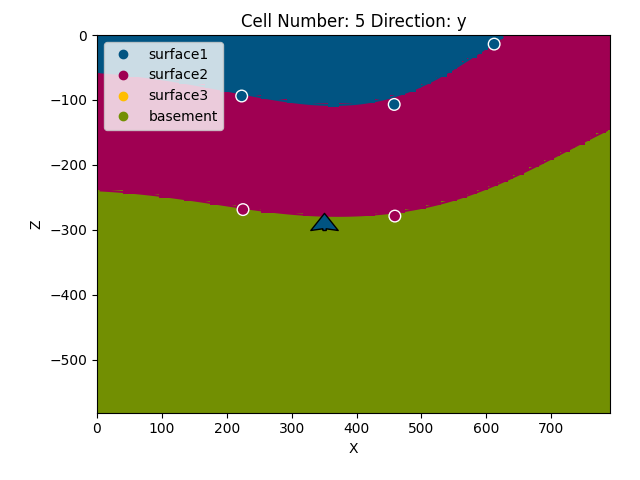 Cell Number: 5 Direction: y
surface1
surface2
surface3
basement
0
−100
−200
−300
−400
−500
Z
0 100 200 300 400 500 600 700
X